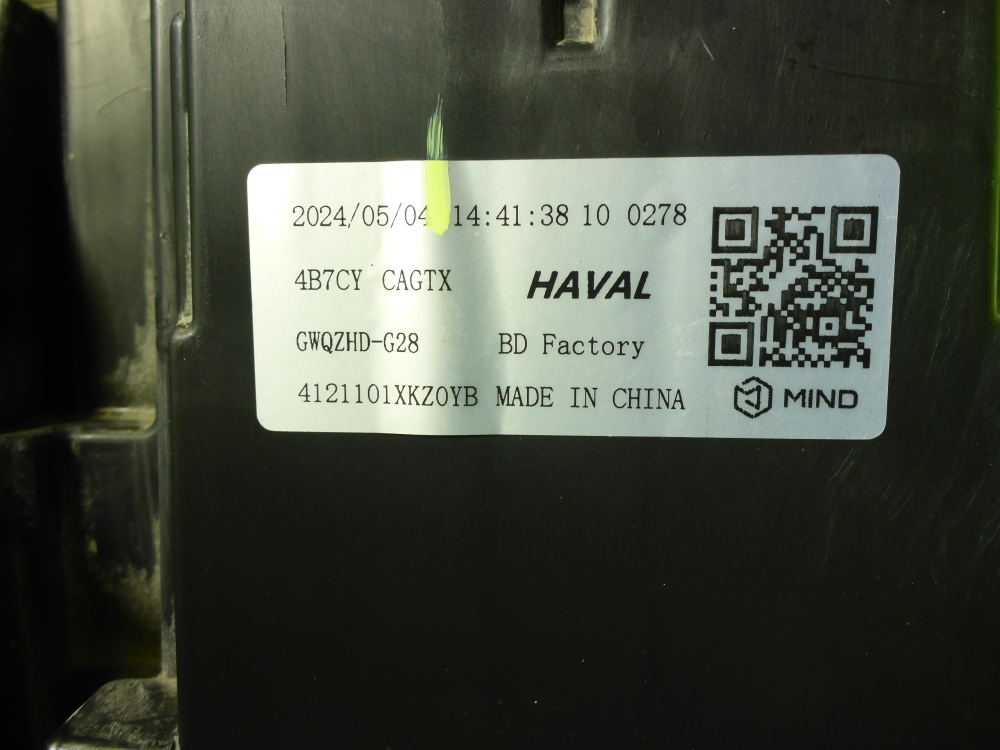 2024/05/04 14:41:38 10 0278
4B7CY CAGTX HAVAL
GWQZHD-G28 BD Factory
4121101XKZ0YB MADE IN CHINA
MIND